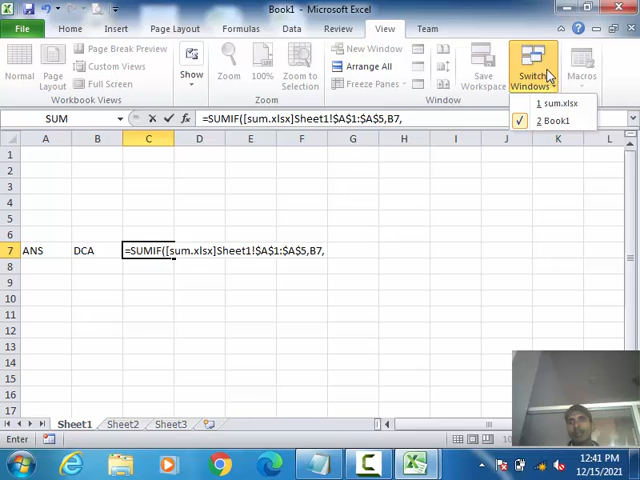 Book1 - Microsoft Excel
File Home Insert Page Layout Formulas Data Review View Team
Normal
Page Layout
Page Break Preview
Custom Views
Workbook Views
Show
Zoom
100%
Zoom to Selection
Zoom
New Window
Arrange All
Freeze Panes
Save Workspace
Switch Windows
Window
Macros
Macros
1 sum.xlsx
2 Book1
SUM =SUMIF([sum.xlsx]Sheet1!$A$1:$A$5,B7,
A B C D E F G H I J K L
1
2
3
4
5
6
7 ANS DCA =SUMIF([sum.xlsx]Sheet1!$A$1:$A$5,B7,
8
9
10
11
12
13
14
15
16
17
Sheet1 Sheet2 Sheet3
Enter
12:41 PM
12/15/2021